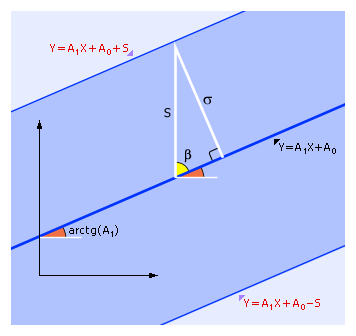 Y=A₁X+A₀+S
σ
S
β
Y=A₁X+A₀
arctg(A₁)
Y=A₁X+A₀−S